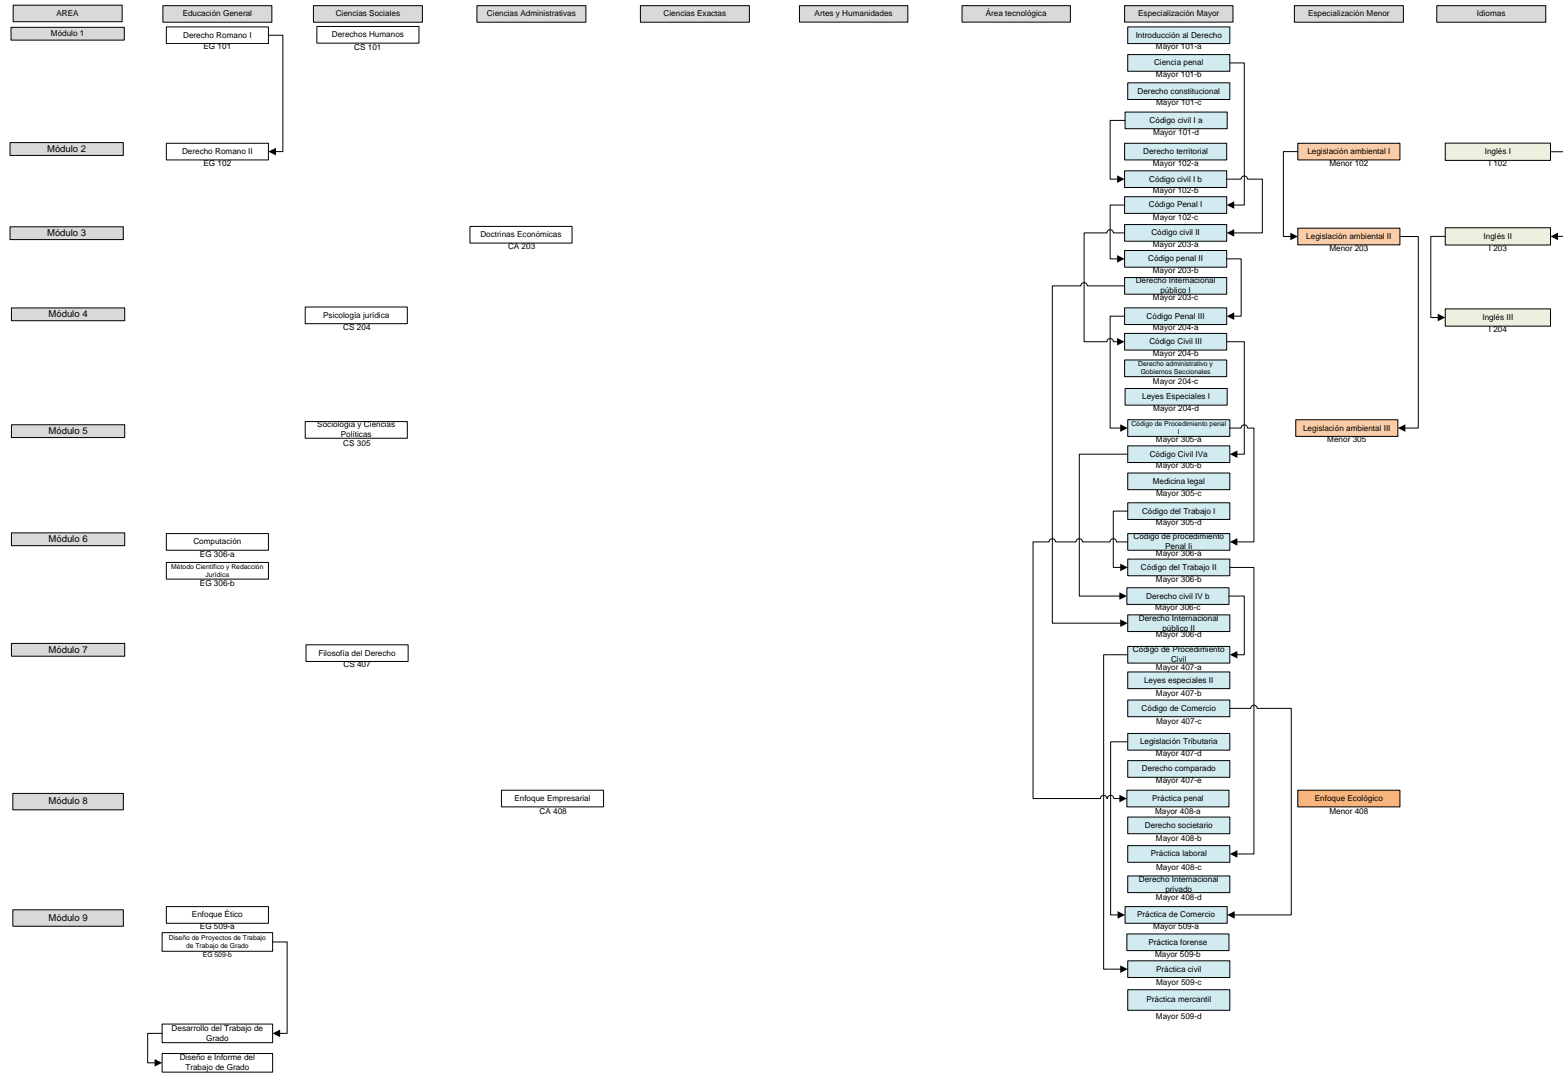 AREA
Educación General
Ciencias Sociales
Ciencias Administrativas
Ciencias Exactas
Artes y Humanidades
Área tecnológica
Especialización Mayor
Especialización Menor
Idiomas
Módulo 1
Derecho Romano I
EG 101
Derechos Humanos
CS 101
Introducción al Derecho
Mayor 101-a
Ciencia penal
Mayor 101-b
Derecho constitucional
Mayor 101-c
Código civil I a
Mayor 101-d
Módulo 2
Derecho Romano II
EG 102
Derecho territorial
Mayor 102-a
Legislación ambiental I
Menor 102
Inglés I
I 102
Código civil I b
Mayor 102-b
Código Penal I
Mayor 102-c
Módulo 3
Doctrinas Económicas
CA 203
Código civil II
Mayor 203-a
Legislación ambiental II
Menor 203
Inglés II
I 203
Código penal II
Mayor 203-b
Derecho Internacional
público I
Mayor 203-c
Módulo 4
Psicología jurídica
CS 204
Código Penal III
Mayor 204-a
Inglés III
I 204
Código Civil III
Mayor 204-b
Derecho administrativo y
Gobiernos Seccionales
Mayor 204-c
Leyes Especiales I
Mayor 204-d
Módulo 5
Sociología y Ciencias
Políticas
CS 305
Código de Procedimiento penal
I
Mayor 305-a
Legislación ambiental III
Menor 305
Código Civil IVa
Mayor 305-b
Medicina legal
Mayor 305-c
Código del Trabajo I
Mayor 305-d
Módulo 6
Computación
EG 306-a
Método Científico y Redacción
Jurídica
EG 306-b
Código de procedimiento
Penal Ii
Mayor 306-a
Código del Trabajo II
Mayor 306-b
Derecho civil IV b
Mayor 306-c
Derecho Internacional
público II
Mayor 306-d
Módulo 7
Filosofía del Derecho
CS 407
Código de Procedimiento
Civil
Mayor 407-a
Leyes especiales II
Mayor 407-b
Código de Comercio
Mayor 407-c
Legislación Tributaria
Mayor 407-d
Derecho comparado
Mayor 407-e
Módulo 8
Enfoque Empresarial
CA 408
Práctica penal
Mayor 408-a
Enfoque Ecológico
Menor 408
Derecho societario
Mayor 408-b
Práctica laboral
Mayor 408-c
Derecho Internacional
privado
Mayor 408-d
Módulo 9
Enfoque Ético
EG 509-a
Diseño de Proyectos de Trabajo
de Trabajo de Grado
EG 509-b
Práctica de Comercio
Mayor 509-a
Práctica forense
Mayor 509-b
Práctica civil
Mayor 509-c
Práctica mercantil
Mayor 509-d
Desarrollo del Trabajo de
Grado
Diseño e Informe del
Trabajo de Grado